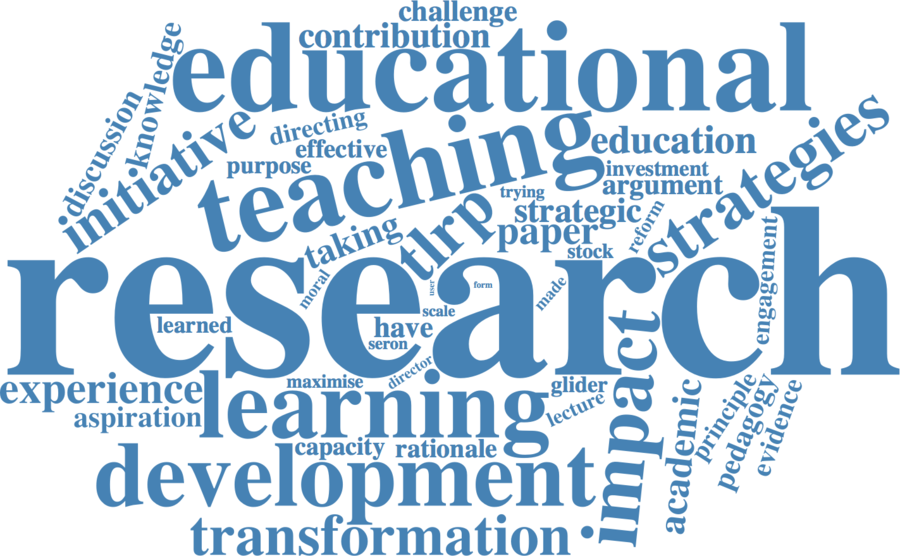 challenge
contribution
educational
knowledge
discussion
initiative
directing
effective
purpose
teaching
education
investment
argument
strategies
trying
strategic
tlrp
paper
reform
taking
stock
moral
research
user
form
made
engagement
scale
learned
have
seron
impact
experience
maximise
director
glider
aspiration
learning
lecture
principle
pedagogy
evidence
academic
capacity
rationale
development
transformation